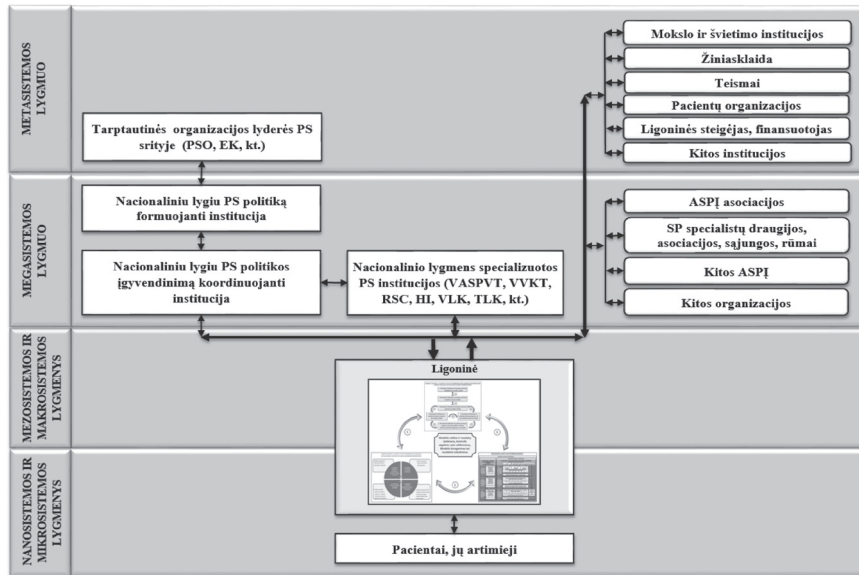 METASISTEMOS
LYGMUO
Tarptautinės organizacijos lyderės PS
srityje (PSO, EK, kt.)
Mokslo ir švietimo institucijos
Žiniasklaida
Teismai
Pacientų organizacijos
Ligoninės steigėjas, finansuotojas
Kitos institucijos
MEGASISTEMOS
LYGMUO
Nacionaliniu lygiu PS politiką
formuojanti institucija
Nacionaliniu lygiu PS politikos
įgyvendinimą koordinuojanti
institucija
Nacionalinio lygmens specializuotos
PS institucijos (VASPVT, VVKT,
RSC, HI, VLK, TLK, kt.)
ASPĮ asociacijos
SP specialistų draugijos,
asociacijos, sąjungos, rūmai
Kitos ASPĮ
Kitos organizacijos
MEZOSISTEMOS IR
MAKROSISTEMOS
LYGMENYS
Ligoninė
NANOSISTEMOS IR
MIKROSISTEMOS
LYGMENYS
Pacientai, jų artimieji